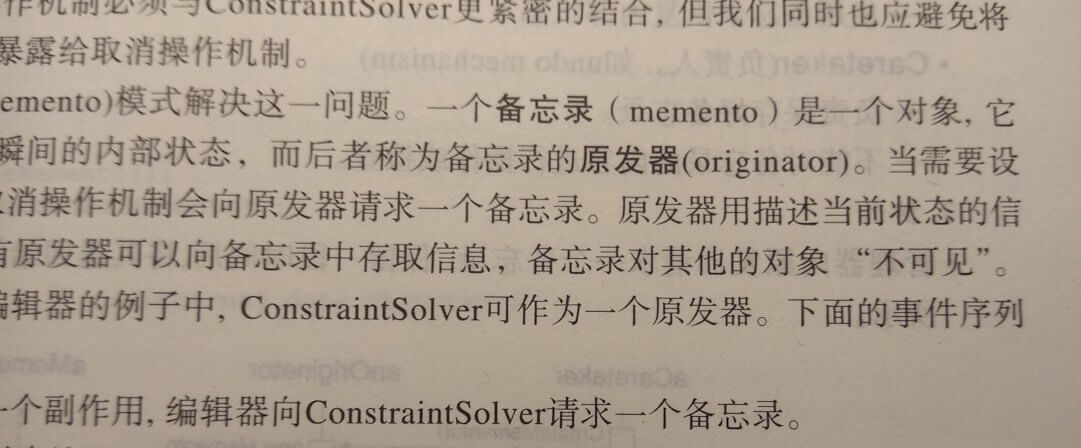 作机制必须与ConstraintSolver更紧密的结合, 但我们同时也应避免将
暴露给取消操作机制。
emento)模式解决这一问题。一个备忘录（memento）是一个对象, 它
瞬间的内部状态，而后者称为备忘录的原发器(originator)。当需要设
取消操作机制会向原发器请求一个备忘录。原发器用描述当前状态的信
有原发器可以向备忘录中存取信息，备忘录对其他的对象“不可见”。
编辑器的例子中, ConstraintSolver可作为一个原发器。下面的事件序列
一个副作用, 编辑器向ConstraintSolver请求一个备忘录。